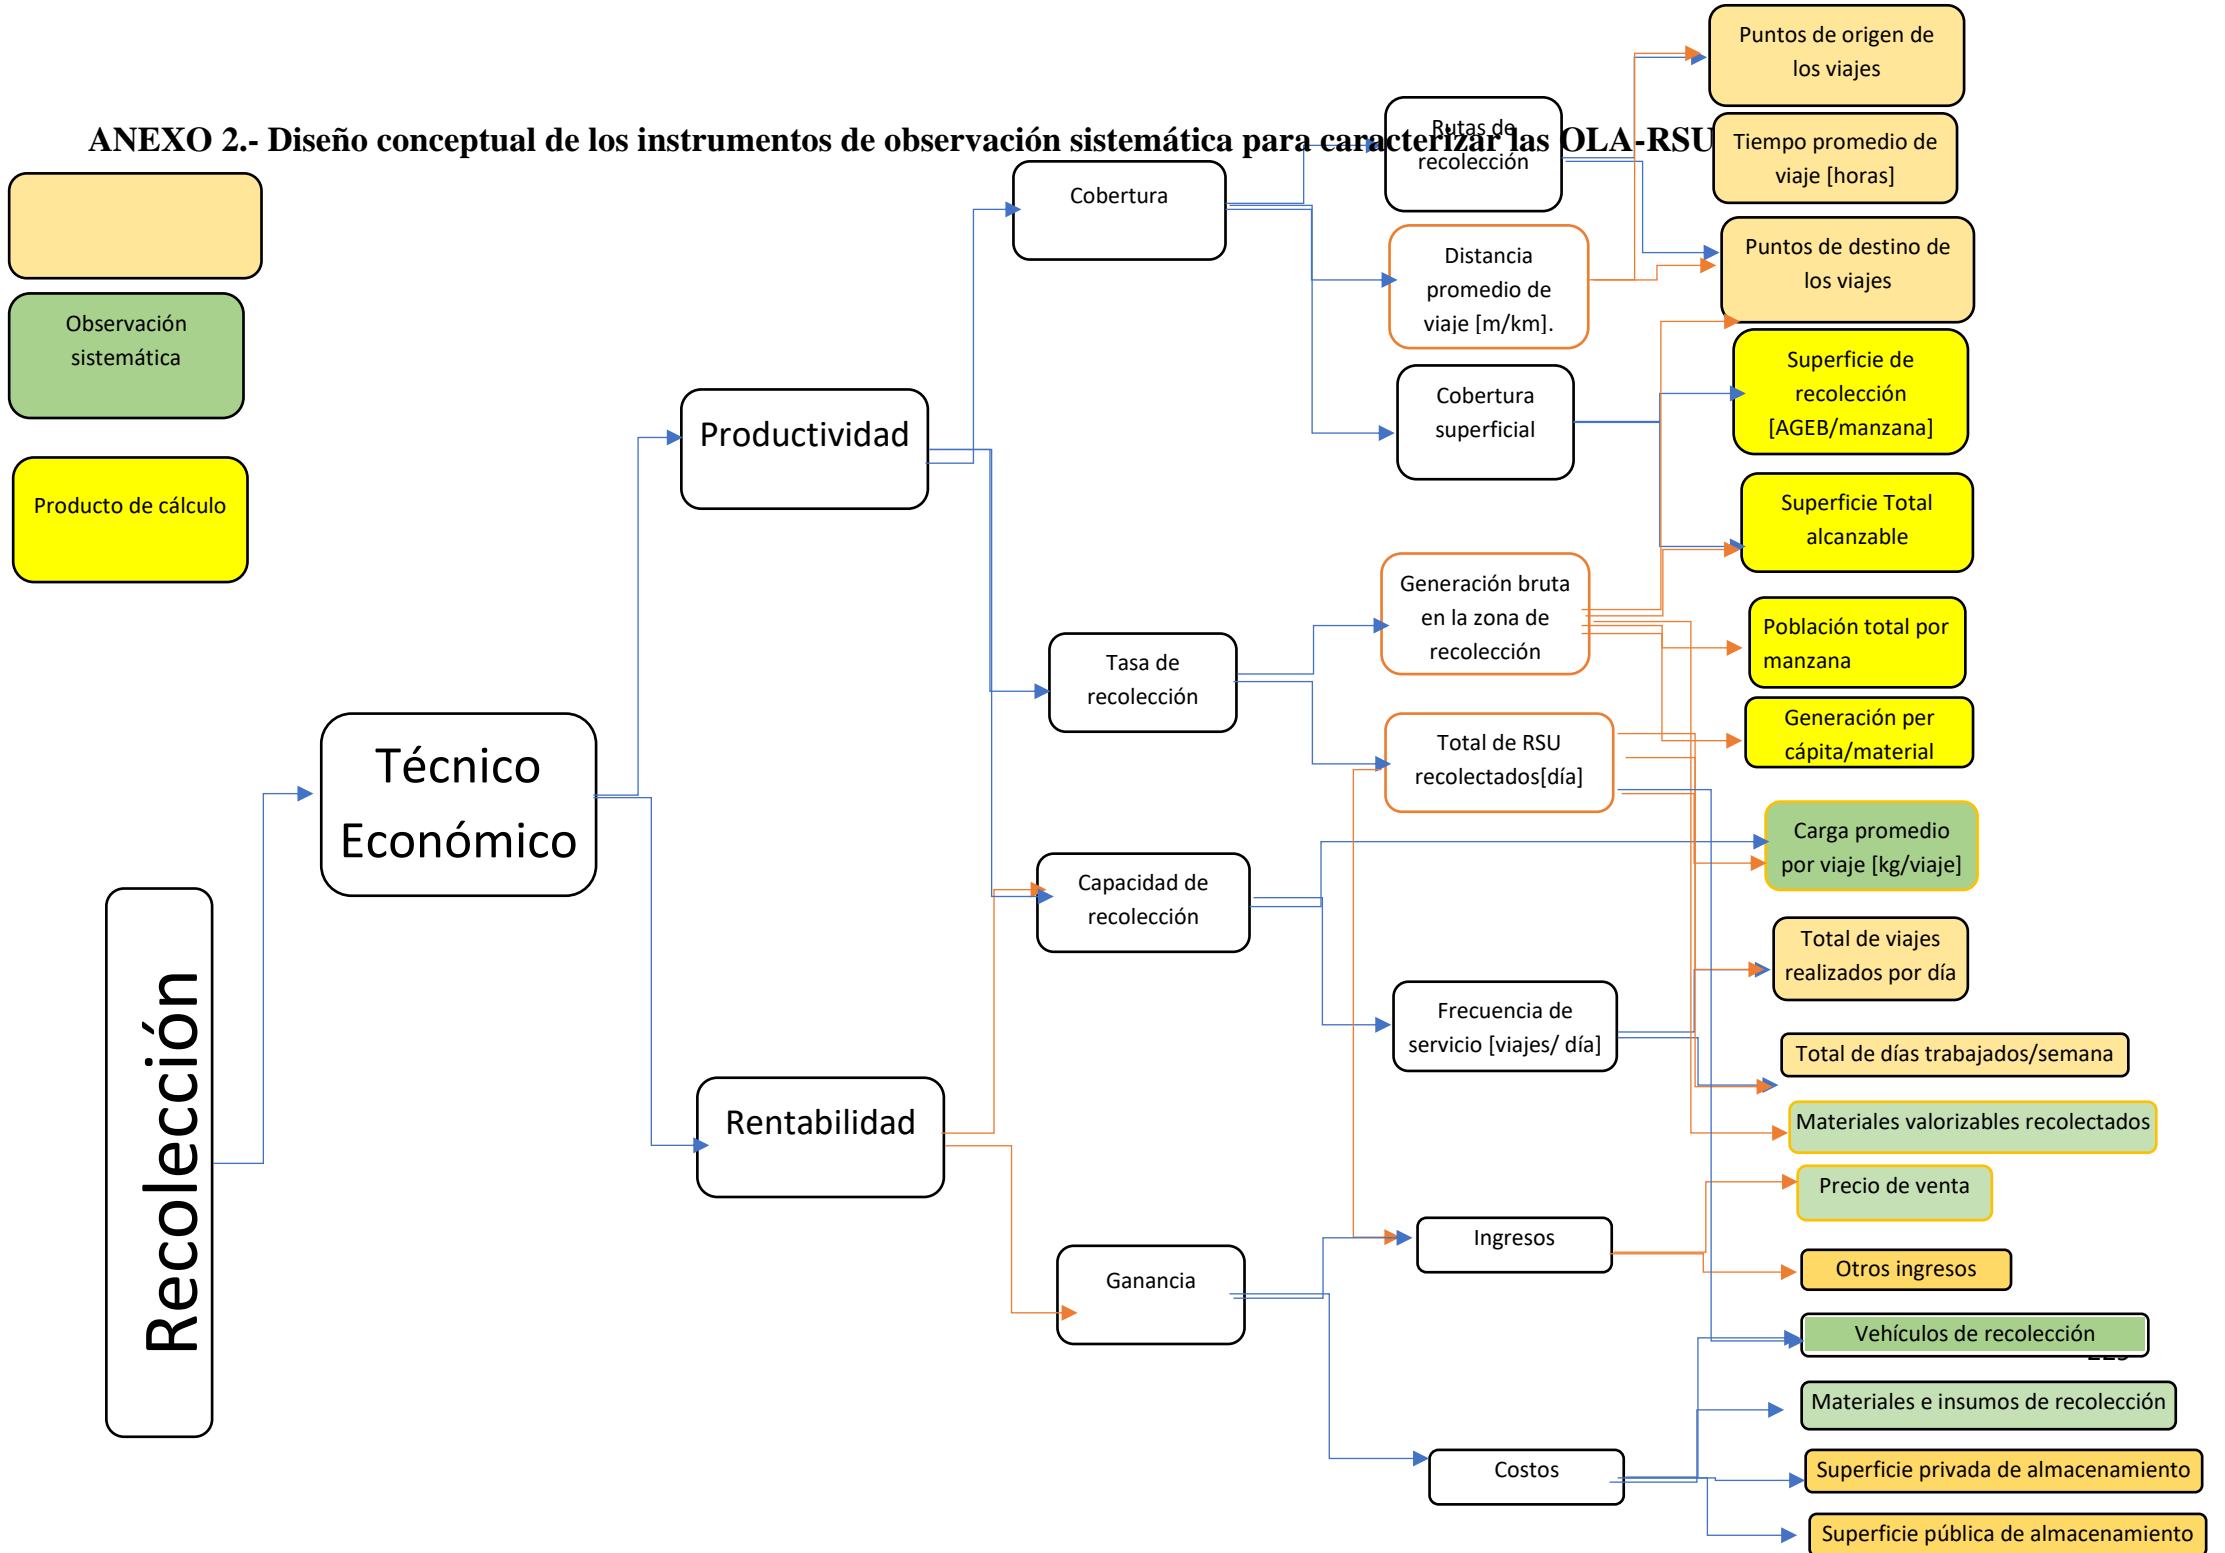 ANEXO 2.- Diseño conceptual de los instrumentos de observación sistemática para caracterizar las OLA-RSU
Observación
sistemática
Producto de cálculo
Recolección
Técnico
Económico
Productividad
Rentabilidad
Cobertura
Tasa de
recolección
Capacidad de
recolección
Ganancia
Rutas de
recolección
Distancia
promedio de
viaje [m/km].
Cobertura
superficial
Generación bruta
en la zona de
recolección
Total de RSU
recolectados[día]
Frecuencia de
servicio [viajes/ día]
Ingresos
Costos
Puntos de origen de
los viajes
Tiempo promedio de
viaje [horas]
Puntos de destino de
los viajes
Superficie de
recolección
[AGEB/manzana]
Superficie Total
alcanzable
Población total por
manzana
Generación per
cápita/material
Carga promedio
por viaje [kg/viaje]
Total de viajes
realizados por día
Total de días trabajados/semana
Materiales valorizables recolectados
Precio de venta
Otros ingresos
Vehículos de recolección
Materiales e insumos de recolección
Superficie privada de almacenamiento
Superficie pública de almacenamiento